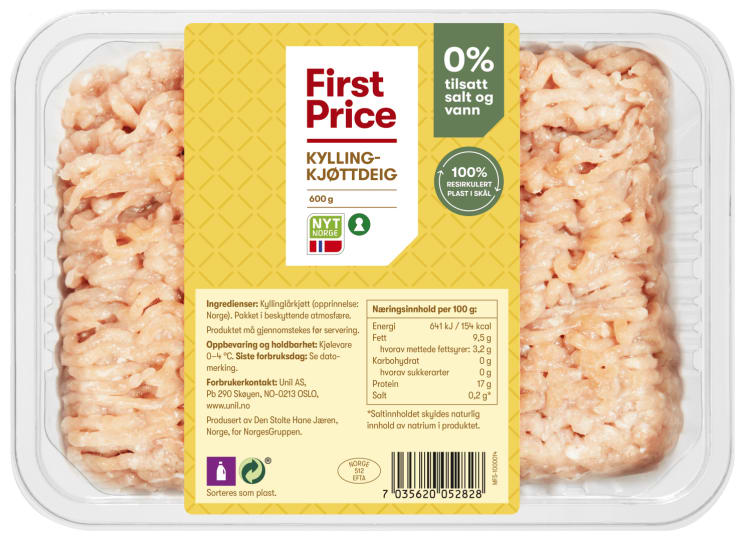 First
Price
KYLLING-
KJØTTDEIG
600 g
NYT
NORGE
0%
tilsatt
salt og
vann
100%
RESIRKULERT
PLAST I SKÅL
Ingredienser: Kyllinglårkjøtt (opprinnelse:
Norge). Pakket i beskyttende atmosfære.
Produktet må gjennomstekes før servering.
Oppbevaring og holdbarhet: Kjølevare
0–4 °C. Siste forbruksdag: Se dato-
merking.
Forbrukerkontakt: Unil AS,
Pb 290 Skøyen, NO-0213 OSLO,
www.unil.no
Produsert av Den Stolte Hane Jæren,
Norge, for NorgesGruppen.
Næringsinnhold per 100 g:
Energi 641 kJ / 154 kcal
Fett 9,5 g
hvorav mettede fettsyrer: 3,2 g
Karbohydrat 0 g
hvorav sukkerarter 0 g
Protein 17 g
Salt 0,2 g*
*Saltinnholdet skyldes naturlig
innhold av natrium i produktet.
®
Sorteres som plast.
NORGE
512
EFTA
7 035620 052828
MFS-1000014